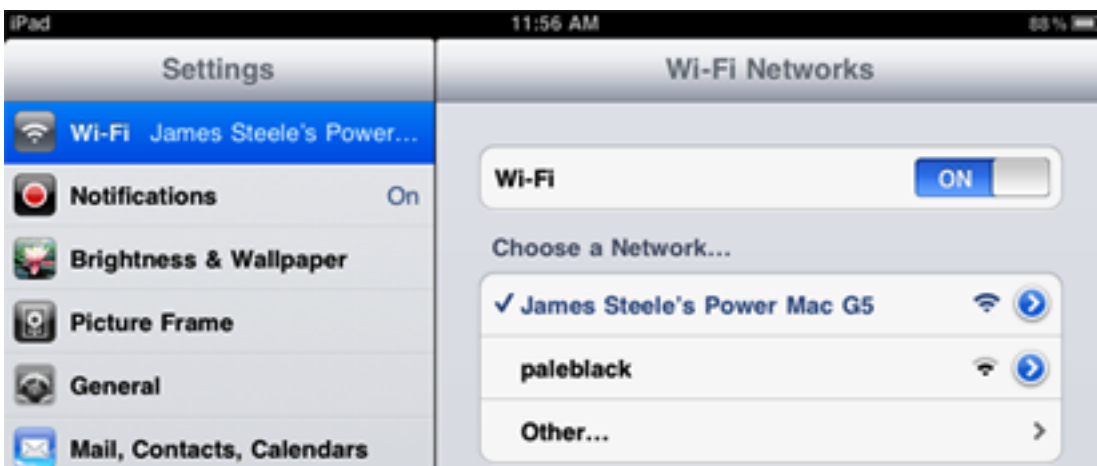 iPad 11:56 AM 88%
Settings
Wi-Fi James Steele's Power...
Notifications On
Brightness & Wallpaper
Picture Frame
General
Mail, Contacts, Calendars
Wi-Fi Networks
Wi-Fi ON
Choose a Network...
✓ James Steele's Power Mac G5
paleblack
Other...